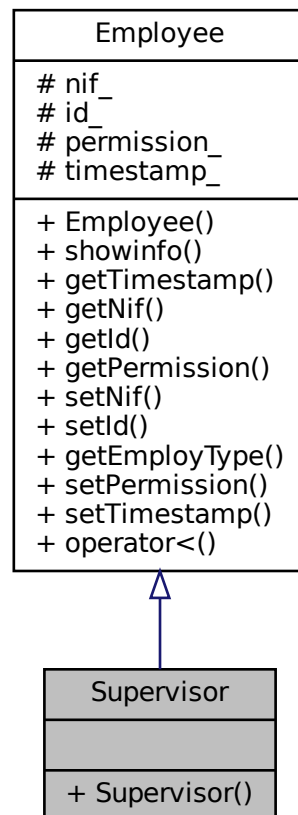 Employee
# nif_
# id_
# permission_
# timestamp_
+ Employee()
+ showinfo()
+ getTimestamp()
+ getNif()
+ getId()
+ getPermission()
+ setNif()
+ setId()
+ getEmployType()
+ setPermission()
+ setTimestamp()
+ operator<()
Supervisor
+ Supervisor()